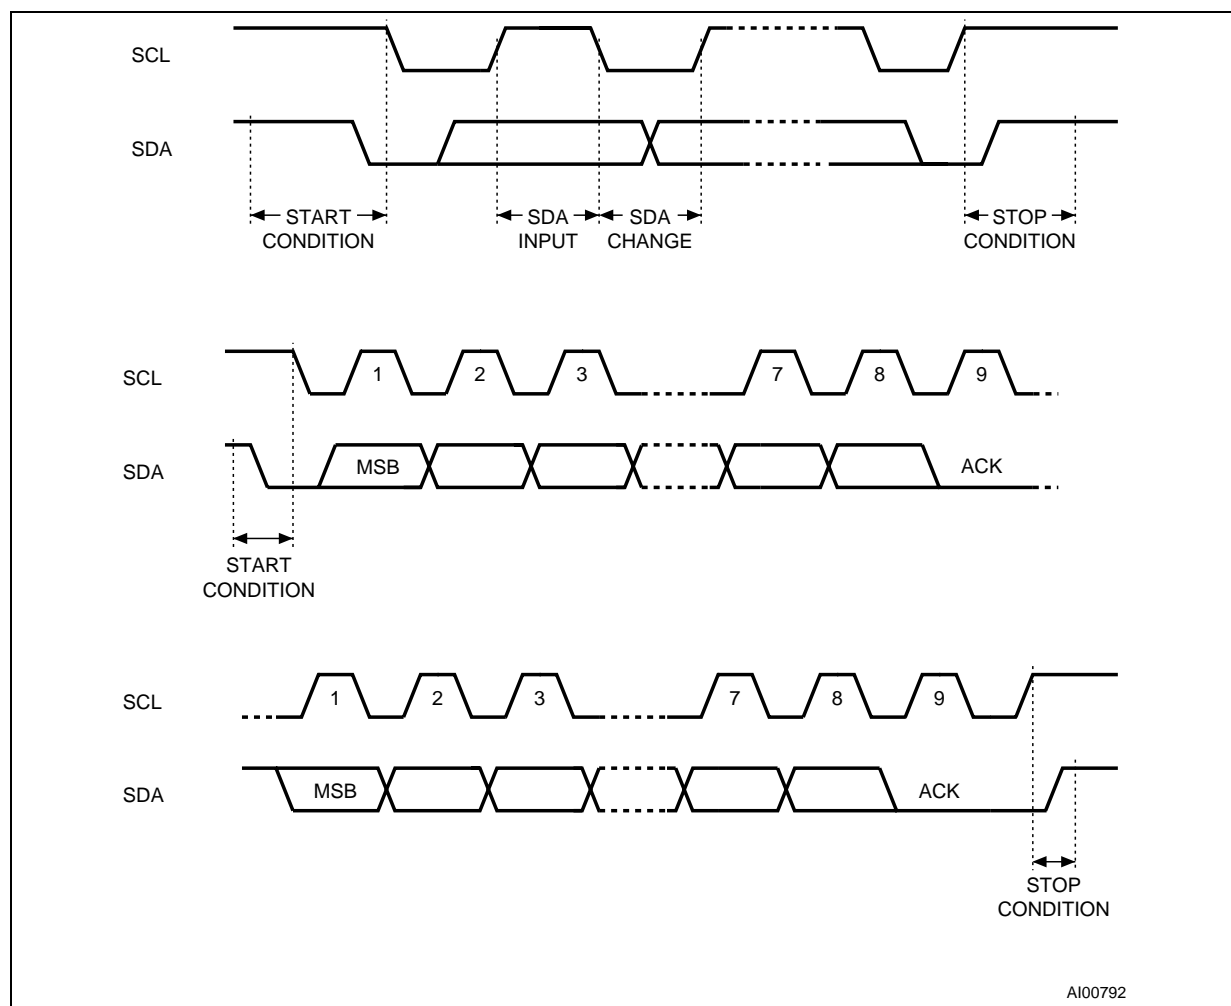 SCL
SDA
START CONDITION
SDA INPUT
SDA CHANGE
STOP CONDITION
SCL
1 2 3 7 8 9
SDA
MSB
ACK
START CONDITION
SCL
1 2 3 7 8 9
SDA
MSB
ACK
STOP CONDITION
AI00792